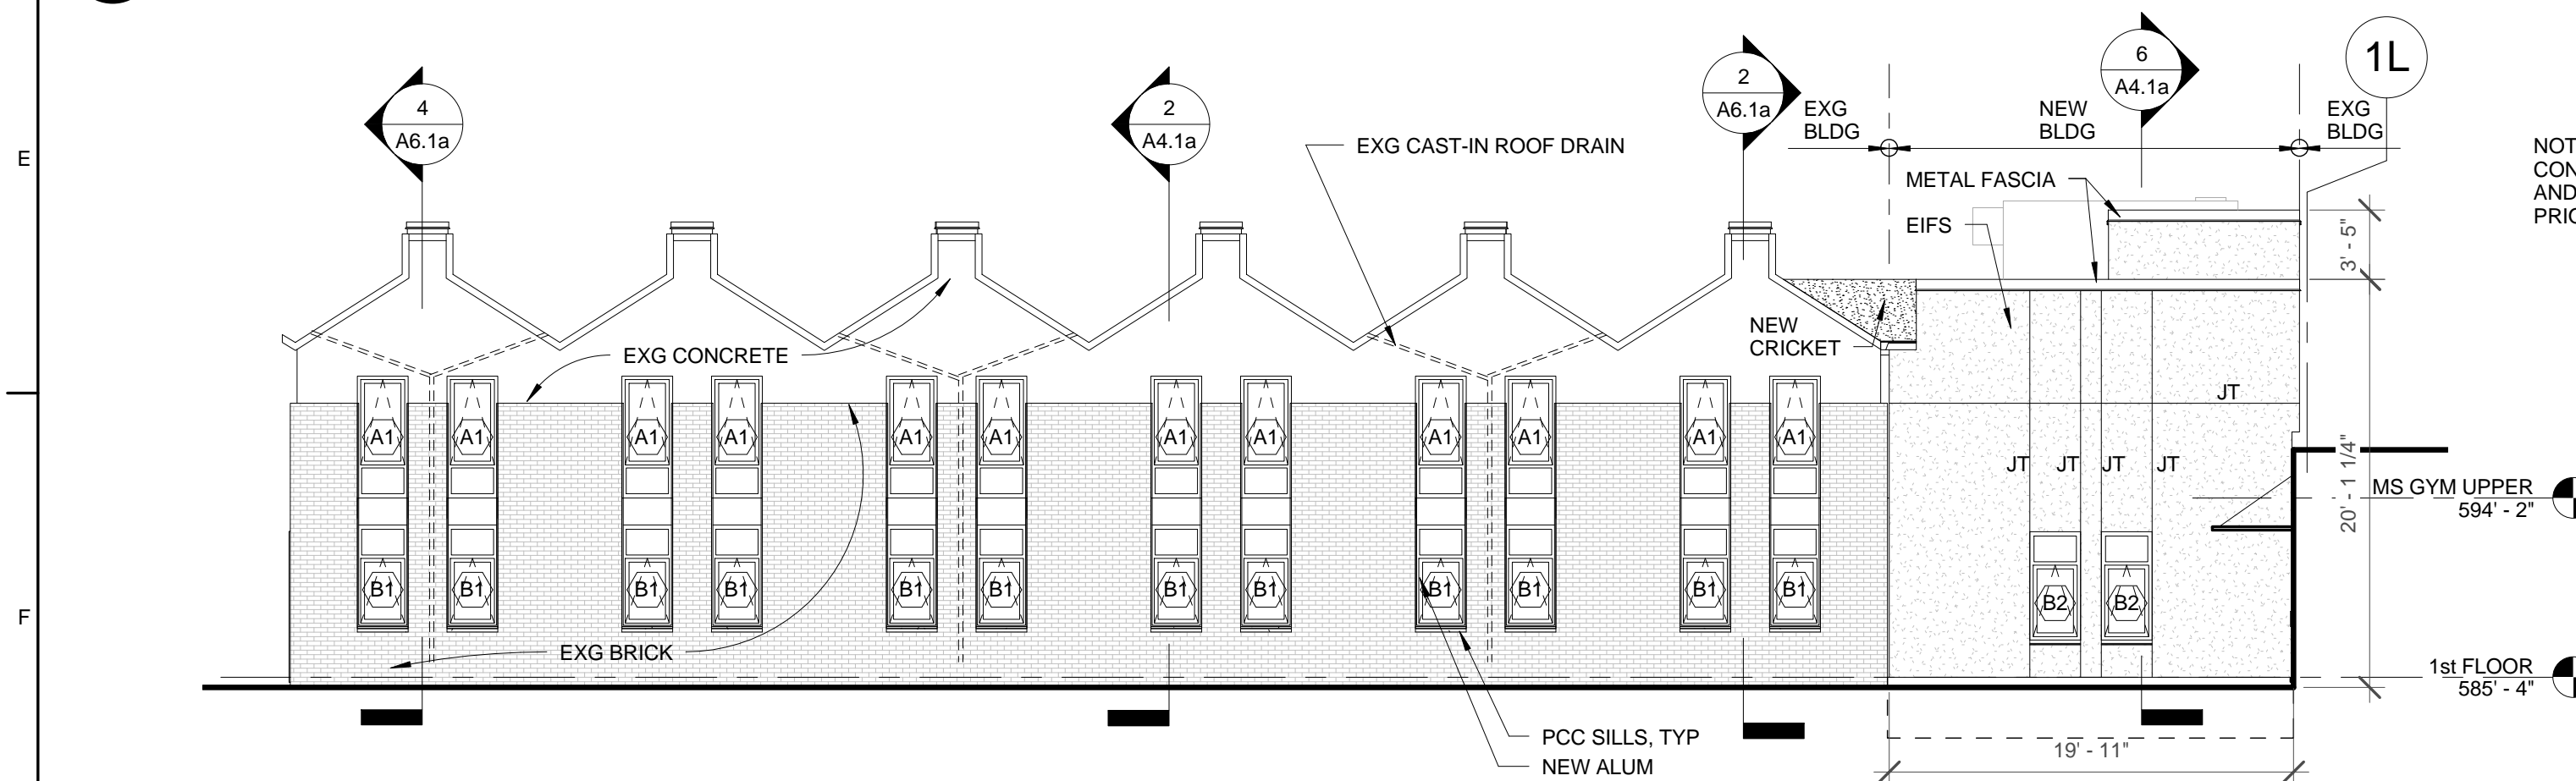 4
A6.1a
2
A4.1a
2
A6.1a
6
A4.1a
1L
EXG
BLDG
NEW
BLDG
EXG
BLDG
E
EXG CAST-IN ROOF DRAIN
METAL FASCIA
EIFS
3' - 5"
NEW
CRICKET
EXG CONCRETE
JT
A1 A1 A1 A1 A1 A1 A1 A1 A1 A1 A1 A1
JT JT JT JT
20' - 1 1/4"
MS GYM UPPER
594' - 2"
B1 B1 B1 B1 B1 B1 B1 B1 B1 B1 B1 B1
B2 B2
F
EXG BRICK
1st FLOOR
585' - 4"
PCC SILLS, TYP
NEW ALUM
19' - 11"